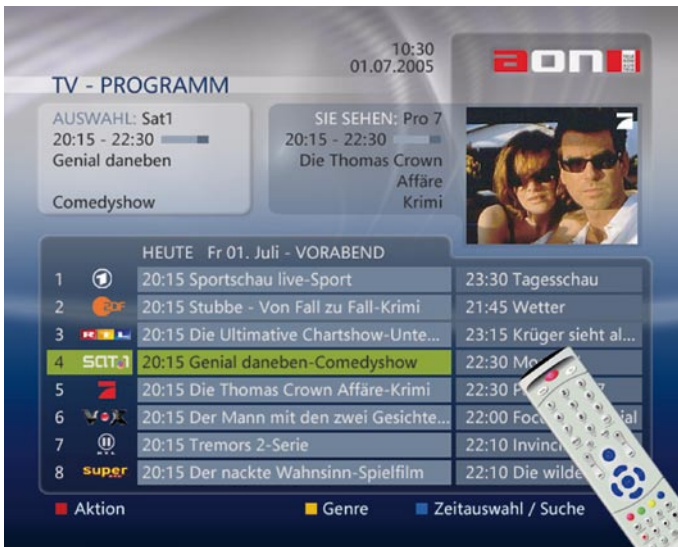 10:30
01.07.2005
aon
TV - PROGRAMM
AUSWAHL: Sat1
20:15 - 22:30
Genial daneben
Comedyshow
SIE SEHEN: Pro 7
20:15 - 22:30
Die Thomas Crown
Affäre
Krimi
HEUTE Fr 01. Juli - VORABEND
1 20:15 Sportschau live-Sport 23:30 Tagesschau
2 ZDF 20:15 Stubbe - Von Fall zu Fall-Krimi 21:45 Wetter
3 RTL 20:15 Die Ultimative Chartshow-Unte... 23:15 Krüger sieht al...
4 SAT.1 20:15 Genial daneben-Comedyshow 22:30
5 20:15 Die Thomas Crown Affäre-Krimi 22:30
6 VOX 20:15 Der Mann mit den zwei Gesichte... 22:00
7 RTL 20:15 Tremors 2-Serie 22:10
8 super 20:15 Der nackte Wahnsinn-Spielfilm 22:10 Die wilde
Aktion Genre Zeitauswahl / Suche